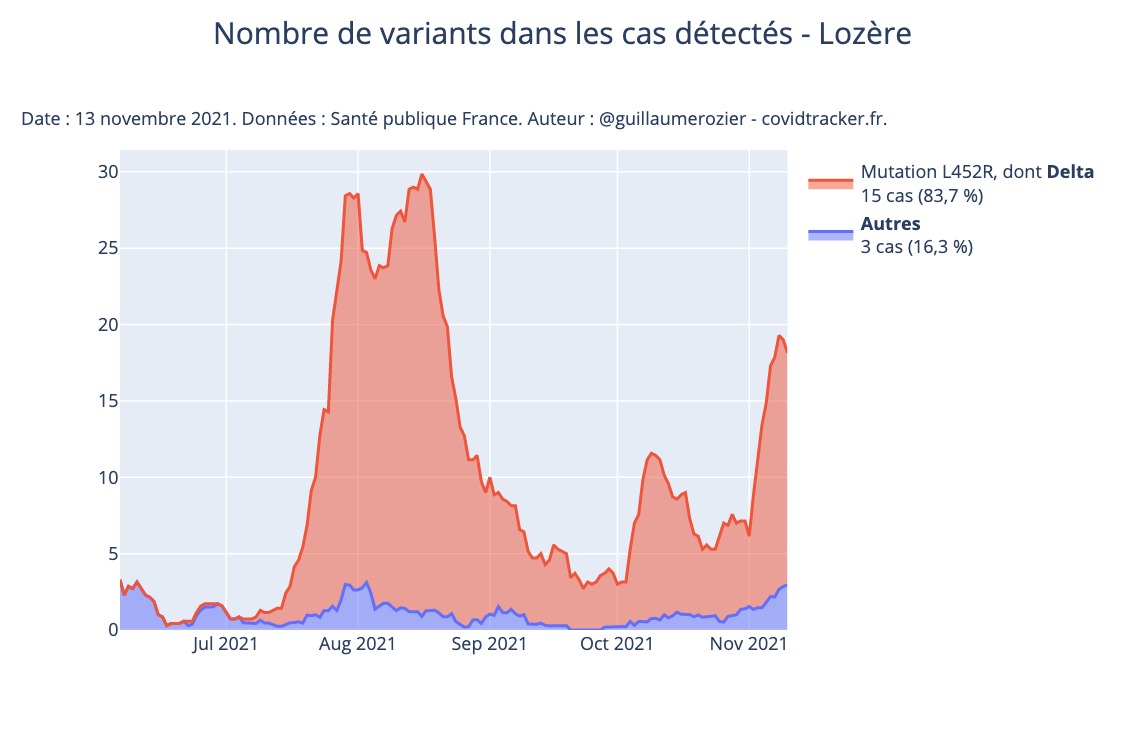 Nombre de variants dans les cas détectés - Lozère
Date : 13 novembre 2021. Données : Santé publique France. Auteur : @guillaumerozier - covidtracker.fr.
30
25
20
15
10
5
0
Jul 2021
Aug 2021
Sep 2021
Oct 2021
Nov 2021
Mutation L452R, dont Delta
15 cas (83,7 %)
Autres
3 cas (16,3 %)